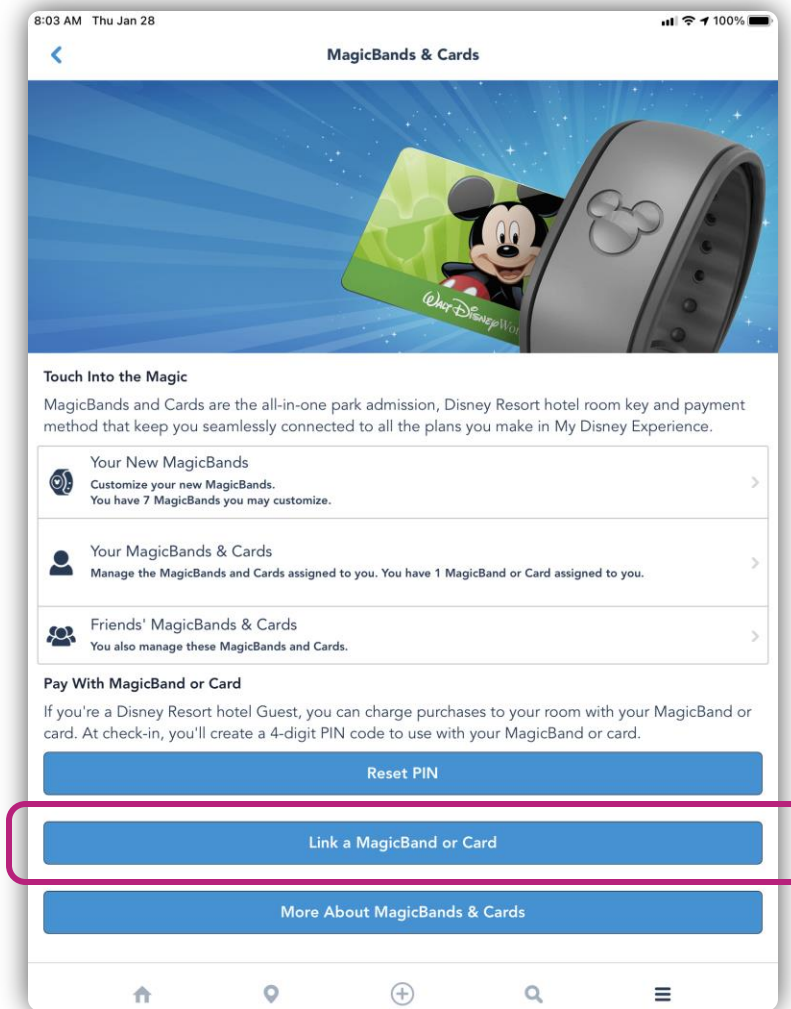 8:03 AM Thu Jan 28
100%
MagicBands & Cards
WALT DISNEY
Touch Into the Magic
MagicBands and Cards are the all-in-one park admission, Disney Resort hotel room key and payment
method that keep you seamlessly connected to all the plans you make in My Disney Experience.
Your New MagicBands
Customize your new MagicBands.
You have 7 MagicBands you may customize.
Your MagicBands & Cards
Manage the MagicBands and Cards assigned to you. You have 1 MagicBand or Card assigned to you.
Friends' MagicBands & Cards
You also manage these MagicBands and Cards.
Pay With MagicBand or Card
If you're a Disney Resort hotel Guest, you can charge purchases to your room with your MagicBand or
card. At check-in, you'll create a 4-digit PIN code to use with your MagicBand or card.
Reset PIN
Link a MagicBand or Card
More About MagicBands & Cards